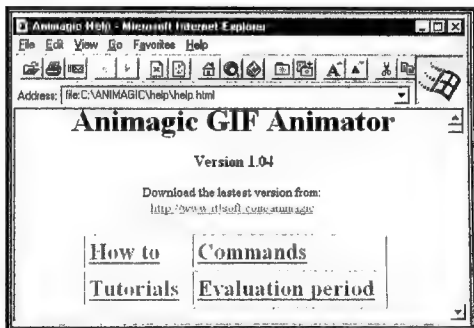 Animagic Help - Microsoft Internet Explorer
File Edit View Go Favorites Help
Address: file:C:\ANIMAGIC\help\help.html
Animagic GIF Animator
Version 1.04
Download the lastest version from:
How to Commands
Tutorials Evaluation period